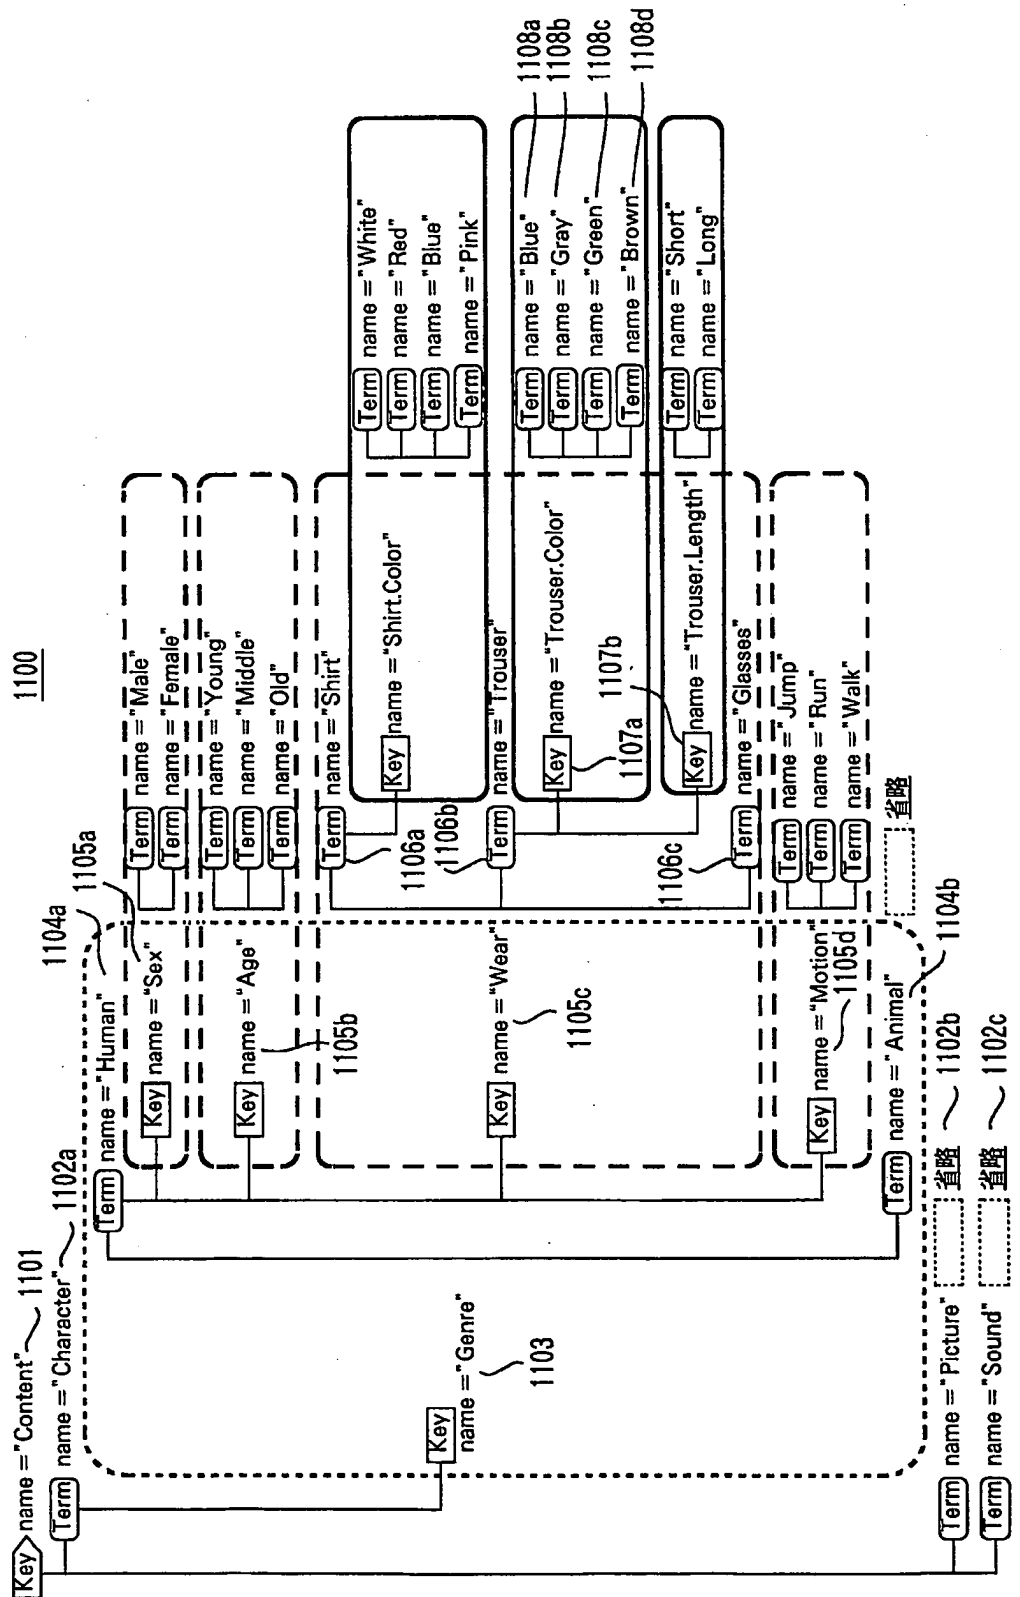 1100
Key name ="Content" 1101
Term name ="Character" 1102a
Key
name ="Genre"
1103
Term name ="Human" 1104a
Key name ="Sex" 1105a
Term name ="Male"
Term name ="Female"
Key name ="Age"
1105b
Term name ="Young"
Term name ="Middle"
Term name ="Old"
Key name ="Wear"
1105c
Term name ="Shirt"
1106a
Key name ="Shirt.Color"
Term name ="White"
Term name ="Red"
Term name ="Blue"
Term name ="Pink"
1106b
Term name ="Trouser"
Key name ="Trouser.Color"
1107a
Term name ="Blue" 1108a
Term name ="Gray" 1108b
Term name ="Green" 1108c
Term name ="Brown" 1108d
1107b
Key name ="Trouser.Length"
Term name ="Short"
Term name ="Long"
1106c
Term name ="Glasses"
Key name ="Motion"
1105d
Term name ="Jump"
Term name ="Run"
Term name ="Walk"
Term name ="Animal" 1104b
省略
Term name ="Picture" 省略 1102b
Term name ="Sound" 省略 1102c